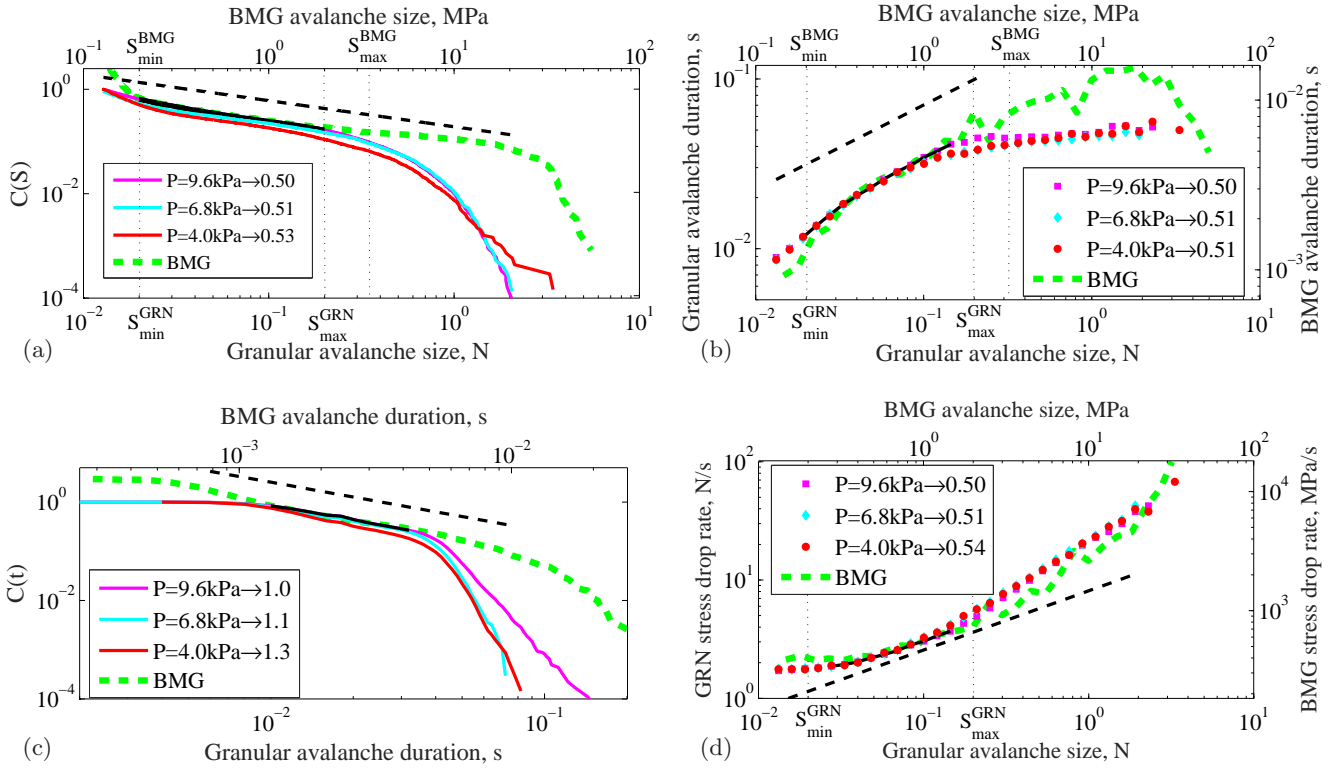 BMG avalanche size, MPa
S_min^BMG S_max^BMG
10^-1 10^0 10^1 10^2
10^0
10^-2
10^-4
C(S)
P=9.6kPa→0.50
P=6.8kPa→0.51
P=4.0kPa→0.53
BMG
10^-2 10^-1 10^0 10^1
S_min^GRN S_max^GRN
Granular avalanche size, N
(a)
BMG avalanche size, MPa
S_min^BMG S_max^BMG
10^-1 10^0 10^1 10^2
10^-1
10^-2
Granular avalanche duration, s
10^-2
10^-3
BMG avalanche duration, s
P=9.6kPa→0.50
P=6.8kPa→0.51
P=4.0kPa→0.51
BMG
10^-2 10^-1 10^0 10^1
S_min^GRN S_max^GRN
Granular avalanche size, N
(b)
BMG avalanche duration, s
10^-3 10^-2
10^0
10^-2
10^-4
C(t)
P=9.6kPa→1.0
P=6.8kPa→1.1
P=4.0kPa→1.3
BMG
10^-2 10^-1
Granular avalanche duration, s
(c)
BMG avalanche size, MPa
10^-1 10^0 10^1 10^2
10^2
10^1
10^0
GRN stress drop rate, N/s
10^4
10^3
BMG stress drop rate, MPa/s
P=9.6kPa→0.50
P=6.8kPa→0.51
P=4.0kPa→0.54
BMG
10^-2 10^-1 10^0 10^1
S_min^GRN S_max^GRN
Granular avalanche size, N
(d)